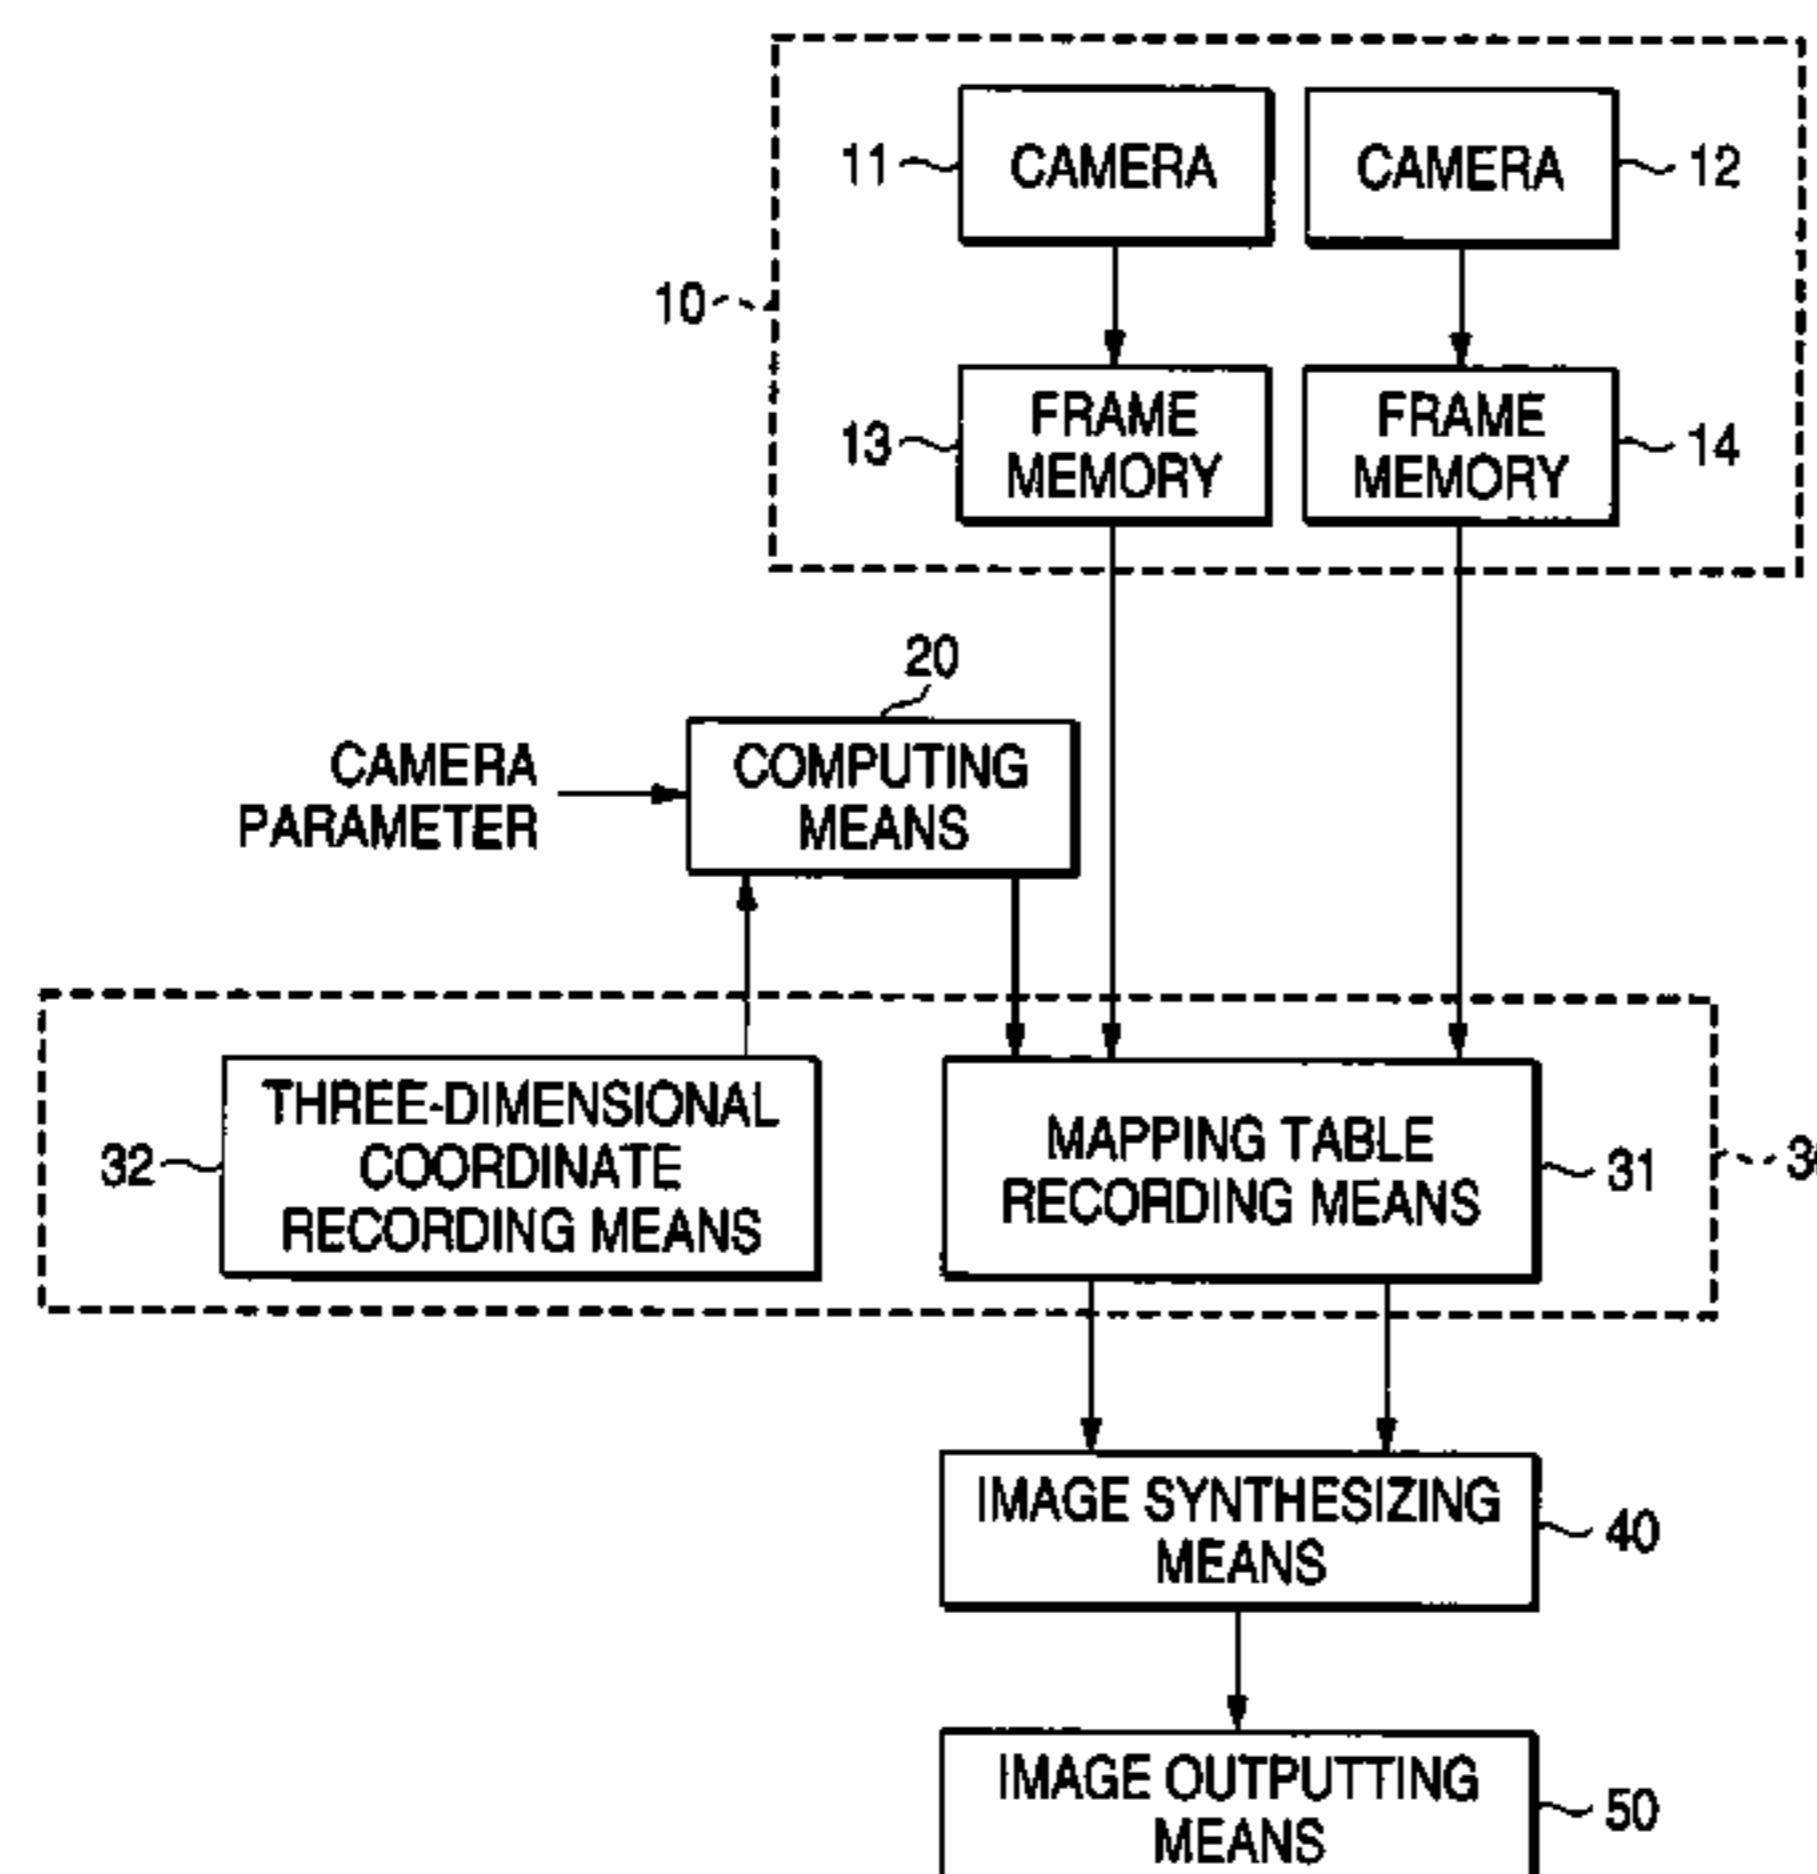 11
CAMERA
CAMERA
12
10
13
FRAME
MEMORY
FRAME
MEMORY
14
20
CAMERA
PARAMETER
COMPUTING
MEANS
32
THREE-DIMENSIONAL
COORDINATE
RECORDING MEANS
MAPPING TABLE
RECORDING MEANS
31
IMAGE SYNTHESIZING
MEANS
40
IMAGE OUTPUTTING
MEANS
50